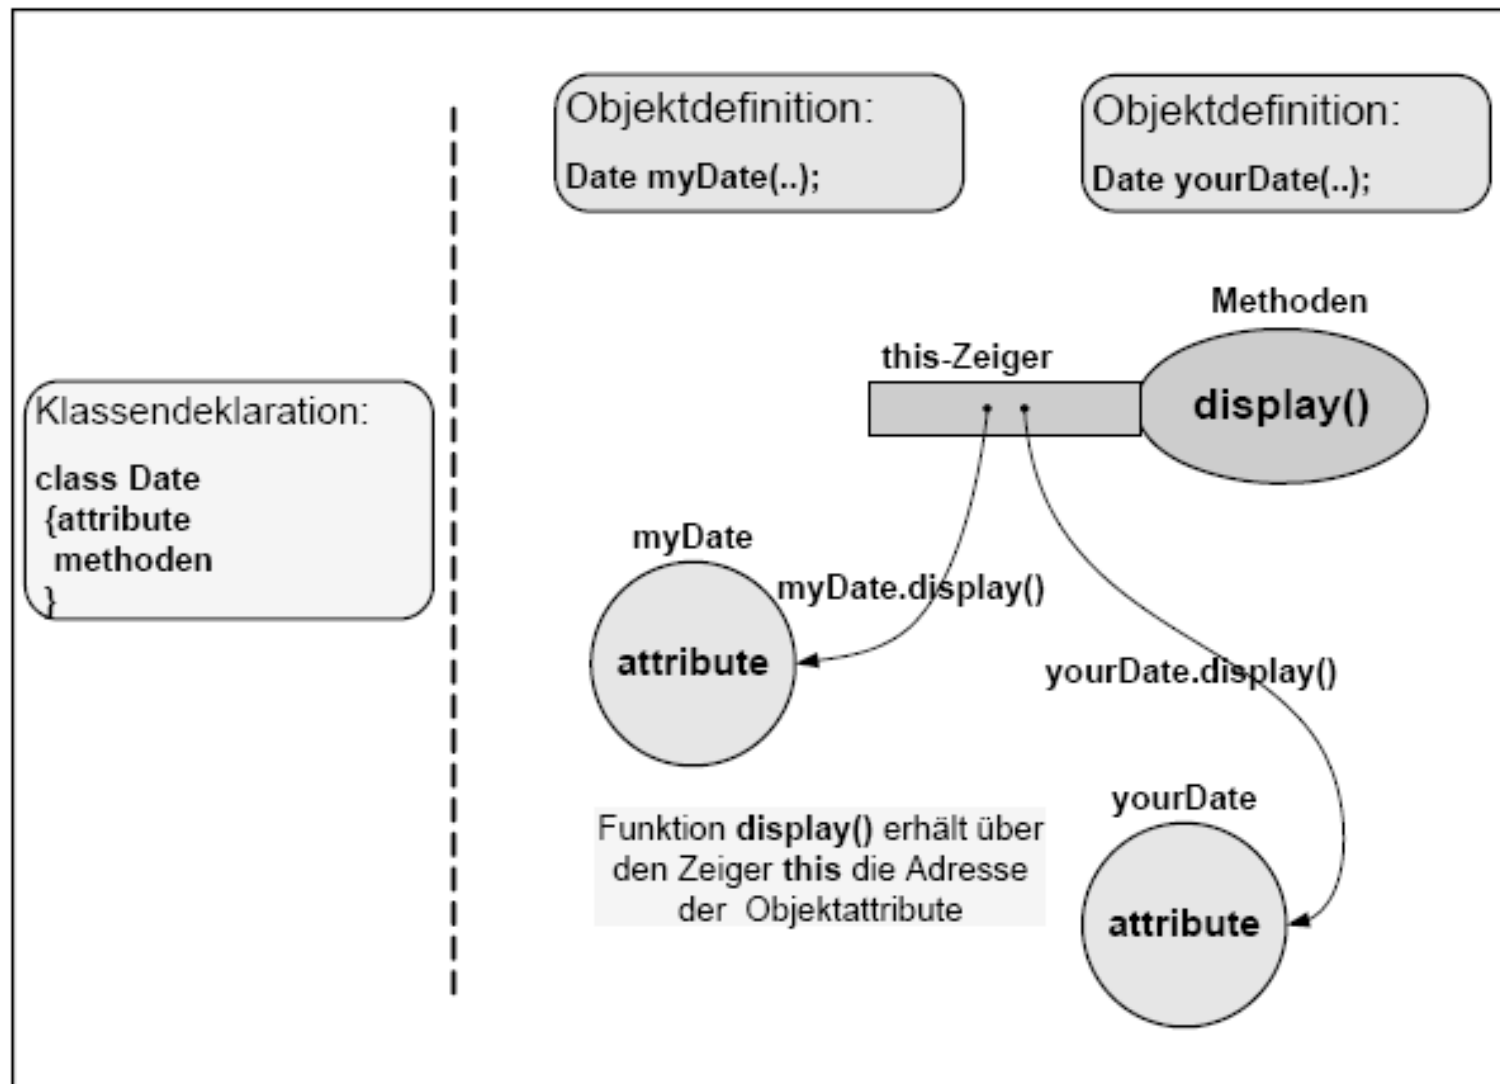 Objektdefinition:
Date myDate(..);
Objektdefinition:
Date yourDate(..);
Klassendeklaration:
class Date
{attribute
methoden
}
Methoden
this-Zeiger
display()
myDate
myDate.display()
attribute
yourDate.display()
yourDate
attribute
Funktion display() erhält über
den Zeiger this die Adresse
der Objektattribute